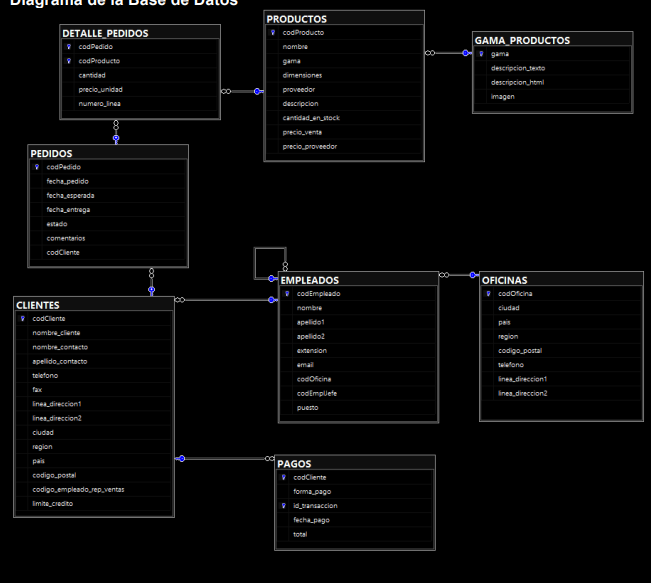 Diagrama de la Base de Datos
DETALLE_PEDIDOS
codPedido
codProducto
cantidad
precio_unidad
numero_linea
PRODUCTOS
codProducto
nombre
gama
dimensiones
proveedor
descripcion
cantidad_en_stock
precio_venta
precio_proveedor
GAMA_PRODUCTOS
gama
descripcion_texto
descripcion_html
imagen
PEDIDOS
codPedido
fecha_pedido
fecha_esperada
fecha_entrega
estado
comentarios
codCliente
CLIENTES
codCliente
nombre_cliente
nombre_contacto
apellido_contacto
telefono
fax
linea_direccion1
linea_direccion2
ciudad
region
pais
codigo_postal
codigo_empleado_rep_ventas
limite_credito
EMPLEADOS
codEmpleado
nombre
apellido1
apellido2
extension
email
codOficina
codEmplJefe
puesto
OFICINAS
codOficina
ciudad
pais
region
codigo_postal
telefono
linea_direccion1
linea_direccion2
PAGOS
codCliente
forma_pago
id_transaccion
fecha_pago
total